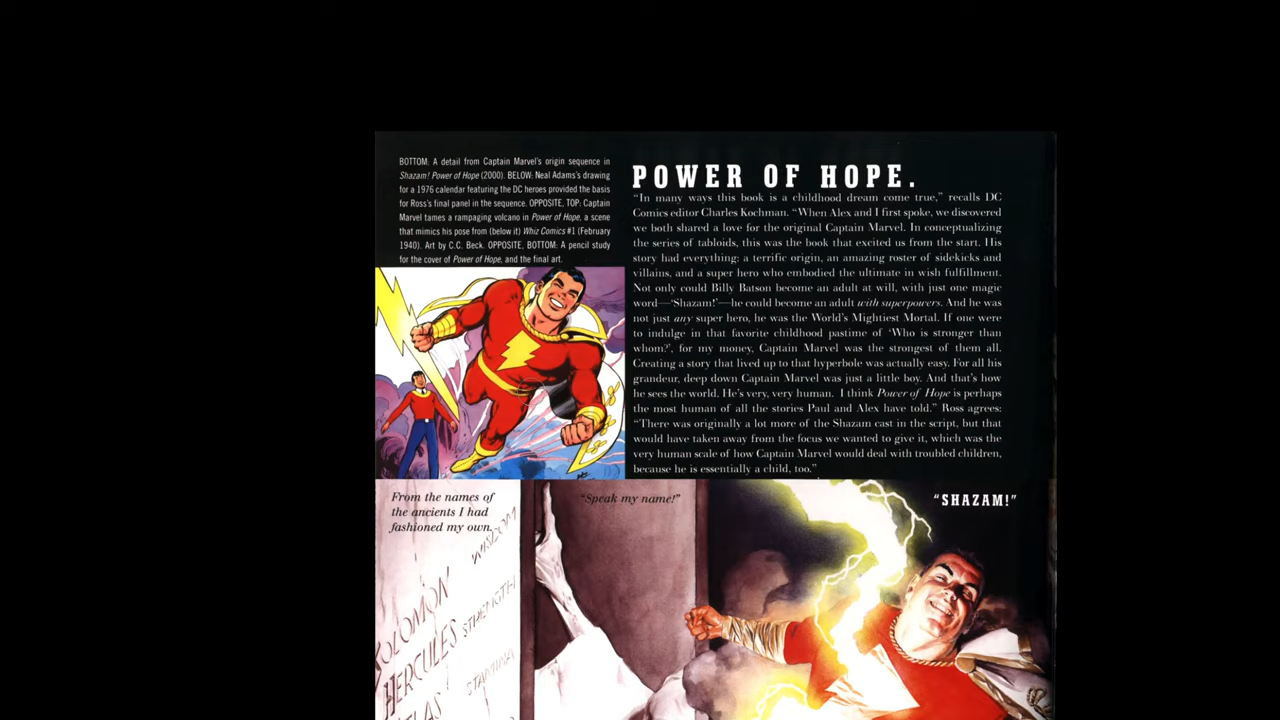 BOTTOM: A detail from Captain Marvel's origin sequence in
Shazam! Power of Hope (2000). BELOW: Neal Adams's drawing
for a 1976 calendar featuring the DC heroes provided the basis
for Ross's final panel in the sequence. OPPOSITE, TOP: Captain
Marvel tames a rampaging volcano in Power of Hope, a scene
that mimics his pose from (below it) Whiz Comics #1 (February
1940). Art by C.C. Beck. OPPOSITE, BOTTOM: A pencil study
for the cover of Power of Hope, and the final art.
POWER OF HOPE.
“In many ways this book is a childhood dream come true,” recalls DC
Comics editor Charles Kochman. “When Alex and I first spoke, we discovered
we both shared a love for the original Captain Marvel. In conceptualizing
the series of tabloids, this was the book that excited us from the start. His
story had everything: a terrific origin, an amazing roster of sidekicks and
villains, and a super hero who embodied the ultimate in wish fulfillment.
Not only could Billy Batson become an adult at will, with just one magic
word—‘Shazam!’—he could become an adult with superpowers. And he was
not just any super hero, he was the World's Mightiest Mortal. If one were
to indulge in that favorite childhood pastime of ‘Who is stronger than
whom?’, for my money, Captain Marvel was the strongest of them all.
Creating a story that lived up to that hyperbole was actually easy. For all his
grandeur, deep down Captain Marvel was just a little boy. And that's how
he sees the world. He's very, very human. I think Power of Hope is perhaps
the most human of all the stories Paul and Alex have told.” Ross agrees:
“There was originally a lot more of the Shazam cast in the script, but that
would have taken away from the focus we wanted to give it, which was the
very human scale of how Captain Marvel would deal with troubled children,
because he is essentially a child, too.”
From the names of
the ancients I had
fashioned my own.
“Speak my name!”
“SHAZAM!”
SOLOMON WISDOM
HERCULES STRENGTH
ATLAS STAMINA